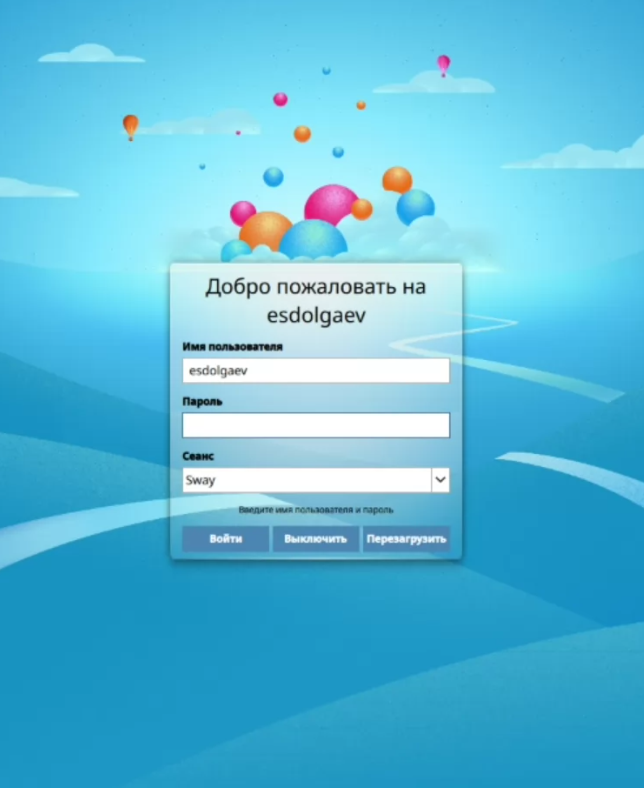 Добро пожаловать на
esdolgaev
Имя пользователя
esdolgaev
Пароль
Сеанс
Sway
Введите имя пользователя и пароль
Войти Выключить Перезагрузить